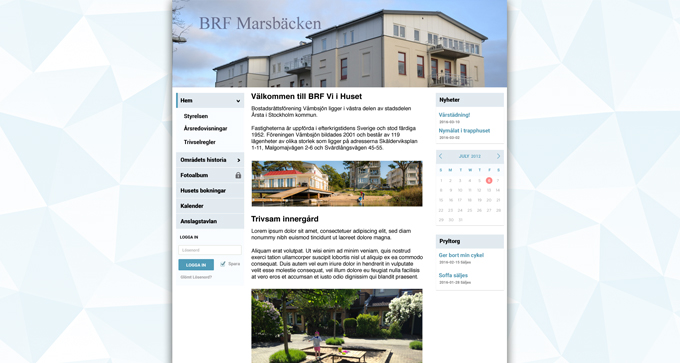 BRF Marsbäcken
Hem
Styrelsen
Årsredovisningar
Trivselregler
Områdets historia
Fotoalbum
Husets bokningar
Kalender
Anslagstavlan
LOGGA IN
Lösenord
LOGGA IN
Spara
Glömt Lösenord?
Välkommen till BRF Vi i Huset
Bostadsrättsförening Våmbsjön ligger i västra delen av stadsdelen
Årsta i Stockholm kommun.
Fastigheterna är uppförda i efterkrigstidens Sverige och stod färdiga
1952. Föreningen Våmbsjön bildades 2001 och består av 119
lägenheter av olika storlek som ligger på adresserna Skälderviksplan
1-11, Malgomajvägen 2-6 och Svärdlångsvägen 45-55.
Trivsam innergård
Lorem ipsum dolor sit amet, consectetuer adipiscing elit, sed diam
nonummy nibh euismod tincidunt ut laoreet dolore magna.
Aliquam erat volutpat. Ut wisi enim ad minim veniam, quis nostrud
exerci tation ullamcorper suscipit lobortis nisl ut aliquip ex ea commodo
consequat. Duis autem vel eum iriure dolor in hendrerit in vulputate
velit esse molestie consequat, vel illum dolore eu feugiat nulla facilisis
at vero eros et accumsan et iusto odio dignissim qui blandit praesent.
Nyheter
Vårstädning!
2016-03-10
Nymålat i trapphuset
2016-03-02
JULY 2012
S M T W T F S
1 2 3 4 5 6 7
8 9 10 11 12 13 14
15 16 17 18 19 20 21
22 23 24 25 26 27 28
29 30 31
Pryltorg
Ger bort min cykel!
2016-02-15 Säljes
Soffa säljes
2016-01-28 Säljes